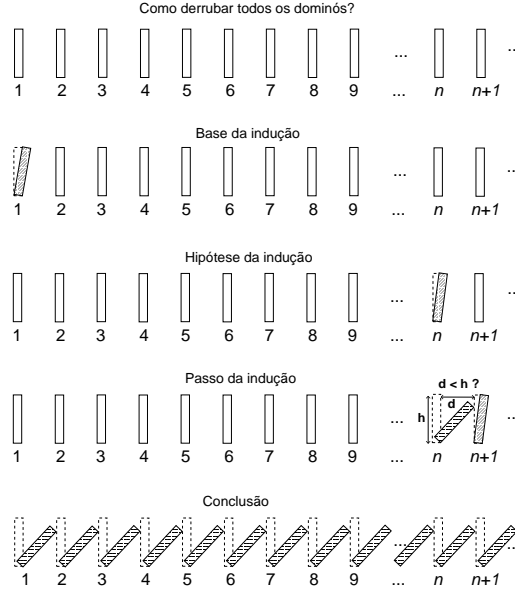 Como derrubar todos os dominós?
... ...
1 2 3 4 5 6 7 8 9 ... n n+1
Base da indução
... ...
1 2 3 4 5 6 7 8 9 ... n n+1
Hipótese da indução
... ...
1 2 3 4 5 6 7 8 9 ... n n+1
Passo da indução
d < h ?
h d
... ...
1 2 3 4 5 6 7 8 9 ... n n+1
Conclusão
... ...
1 2 3 4 5 6 7 8 9 ... n n+1